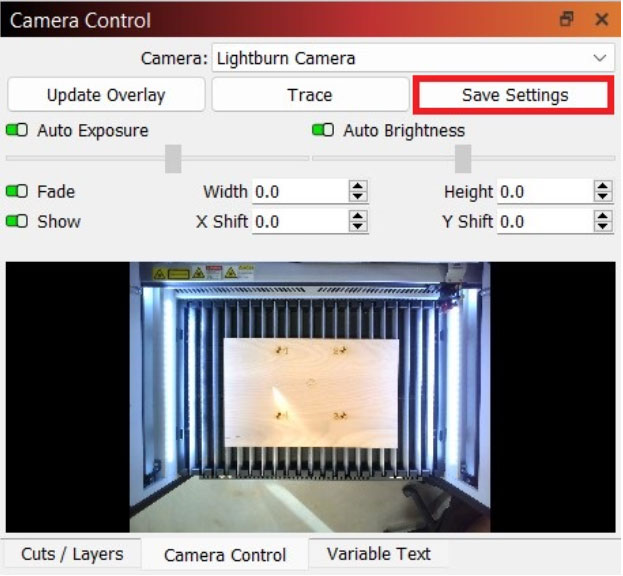 Camera Control
Camera: Lightburn Camera
Update Overlay Trace Save Settings
Auto Exposure Auto Brightness
Fade Width 0.0 Height 0.0
Show X Shift 0.0 Y Shift 0.0
Cuts / Layers Camera Control Variable Text